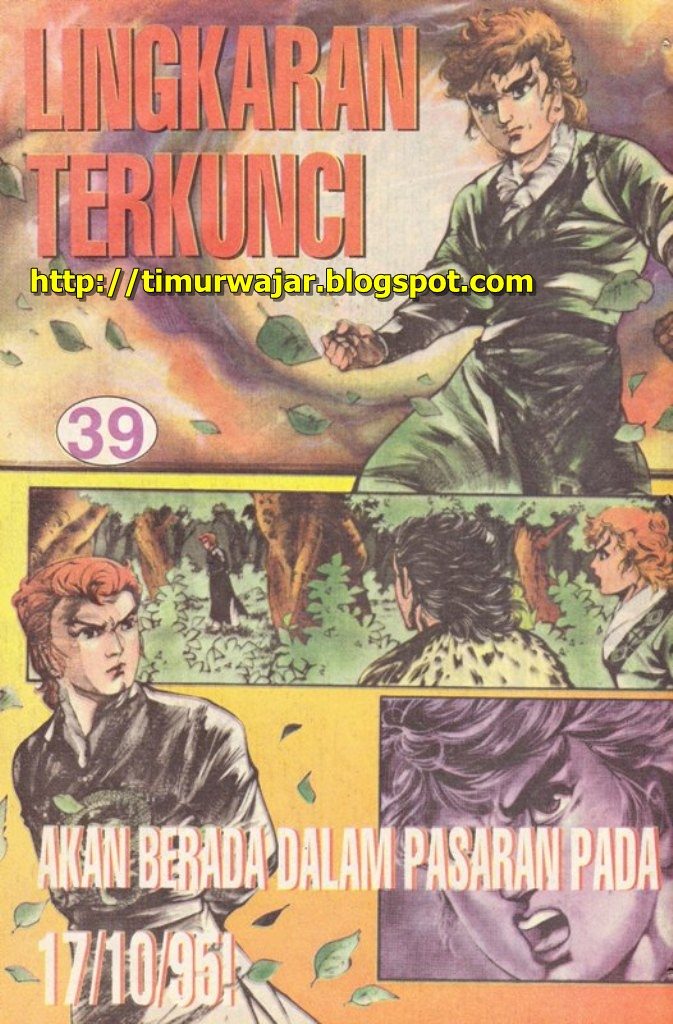 LINGKARAN
TERKUNCI
http://timurwajar.blogspot.com
39
AKAN BERADA DALAM PASARAN PADA
17/10/95!